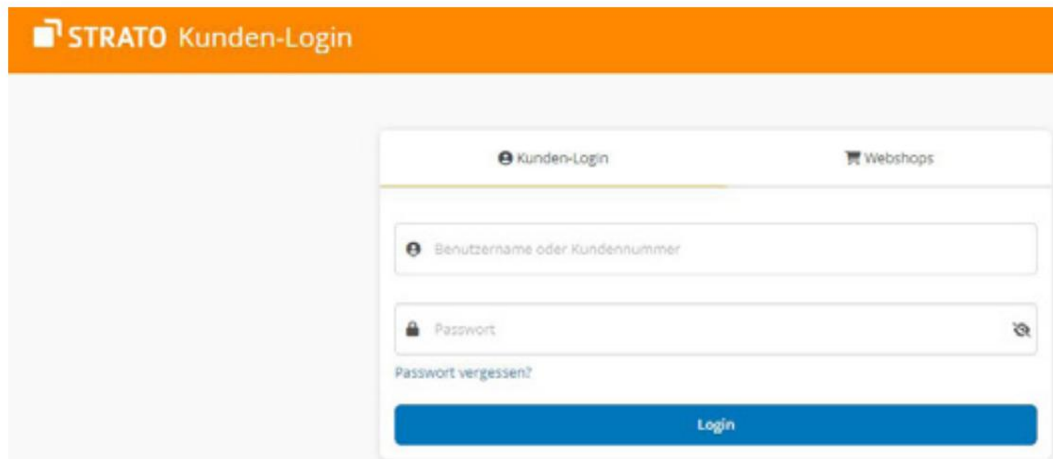 STRATO Kunden-Login
Kunden-Login Webshops
Benutzername oder Kundennummer
Passwort
Passwort vergessen?
Login